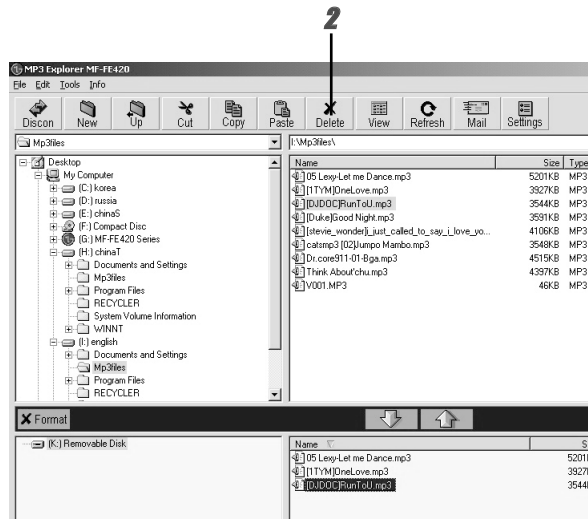 2
MP3 Explorer MF-FE420
File Edit Tools Info
Discon New Up Cut Copy Paste Delete View Refresh Mail Settings
Mp3files
I:\Mp3files\
Desktop
My Computer
(C:) korea
(D:) russia
(E:) chinaS
(F:) Compact Disc
(G:) MF-FE420 Series
(H:) chinaT
Documents and Settings
Mp3files
Program Files
RECYCLER
System Volume Information
WINNT
(I:) english
Documents and Settings
Mp3files
Program Files
RECYCLER
Name Size Type
05 Lexy-Let me Dance.mp3 5201KB MP3
[1TYM]OneLove.mp3 3927KB MP3
[DJDOC]RunToU.mp3 3544KB MP3
[Duke]Good Night.mp3 3591KB MP3
[stevie_wonder]i_just_called_to_say_i_love_yo... 4106KB MP3
catsmp3 [02]Jumpo Mambo.mp3 3548KB MP3
Dr.core911-01-Bga.mp3 4515KB MP3
Think About'chu.mp3 4397KB MP3
V001.MP3 46KB MP3
Format
(K:) Removable Disk
Name S
05 Lexy-Let me Dance.mp3 5201
[1TYM]OneLove.mp3 3927
[DJDOC]RunToU.mp3 3544